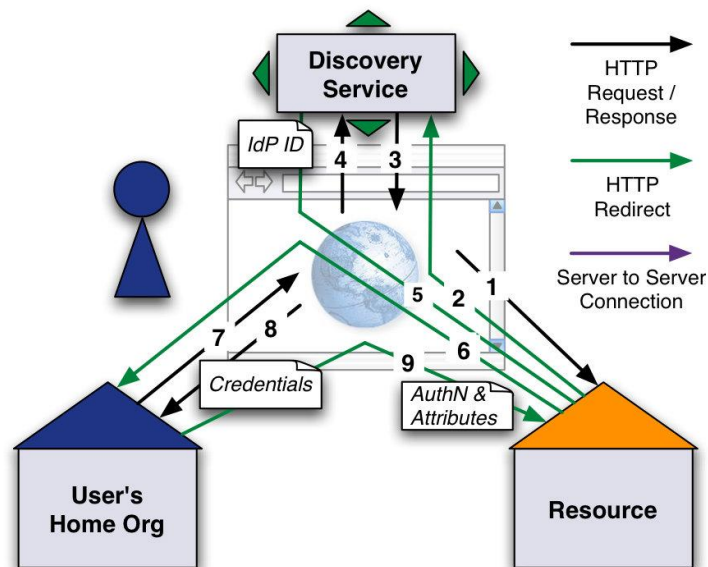 Discovery
Service
HTTP
Request /
Response
IdP ID
4
3
HTTP
Redirect
Server to Server
Connection
1
5
2
7
8
6
9
Credentials
AuthN &
Attributes
User's
Home Org
Resource